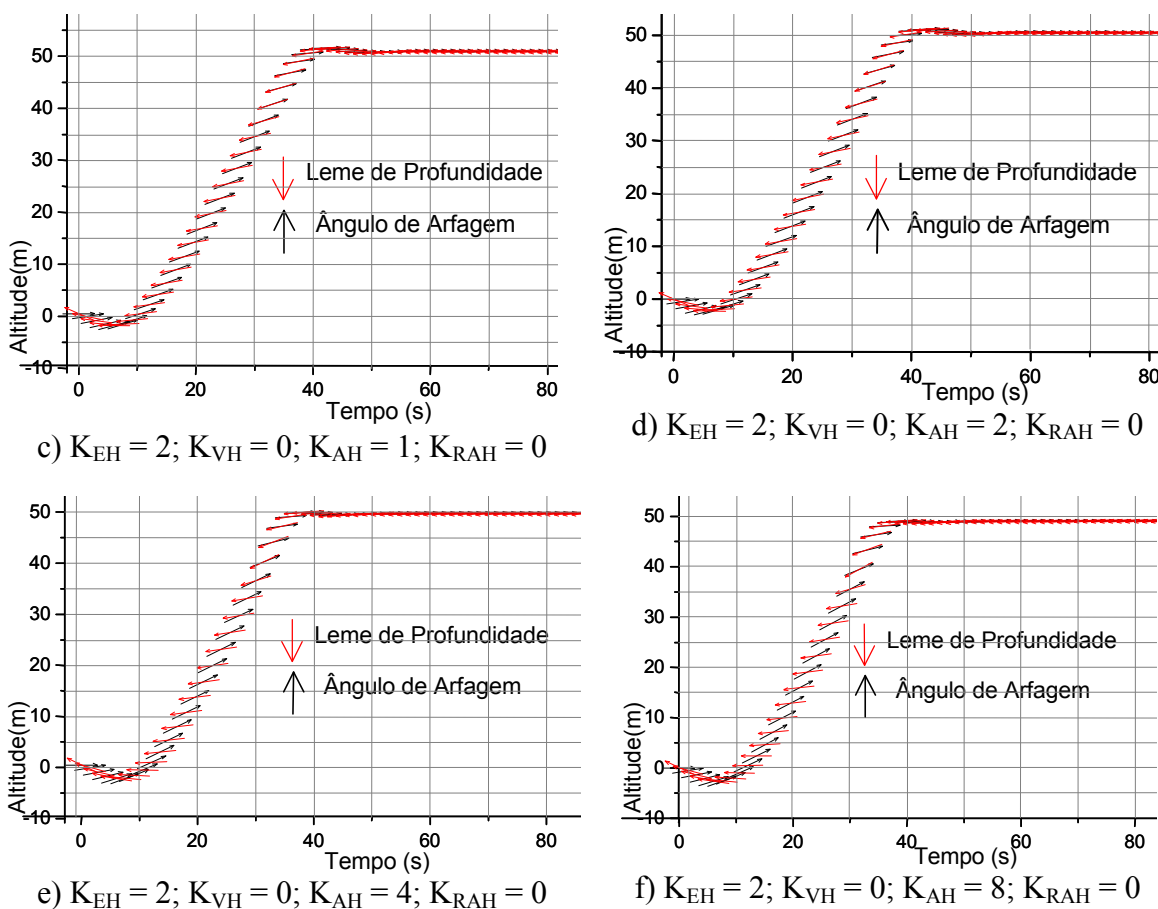 50
40
30
20
10
0
-10
Altitude(m)
Leme de Profundidade
Ângulo de Arfagem
0 20 40 60 80
Tempo (s)
c) K_EH = 2; K_VH = 0; K_AH = 1; K_RAH = 0
50
40
30
20
10
0
-10
Altitude(m)
Leme de Profundidade
Ângulo de Arfagem
0 20 40 60 80
Tempo (s)
d) K_EH = 2; K_VH = 0; K_AH = 2; K_RAH = 0
50
40
30
20
10
0
-10
Altitude(m)
Leme de Profundidade
Ângulo de Arfagem
0 20 40 60 80
Tempo (s)
e) K_EH = 2; K_VH = 0; K_AH = 4; K_RAH = 0
50
40
30
20
10
0
-10
Altitude(m)
Leme de Profundidade
Ângulo de Arfagem
0 20 40 60 80
Tempo (s)
f) K_EH = 2; K_VH = 0; K_AH = 8; K_RAH = 0